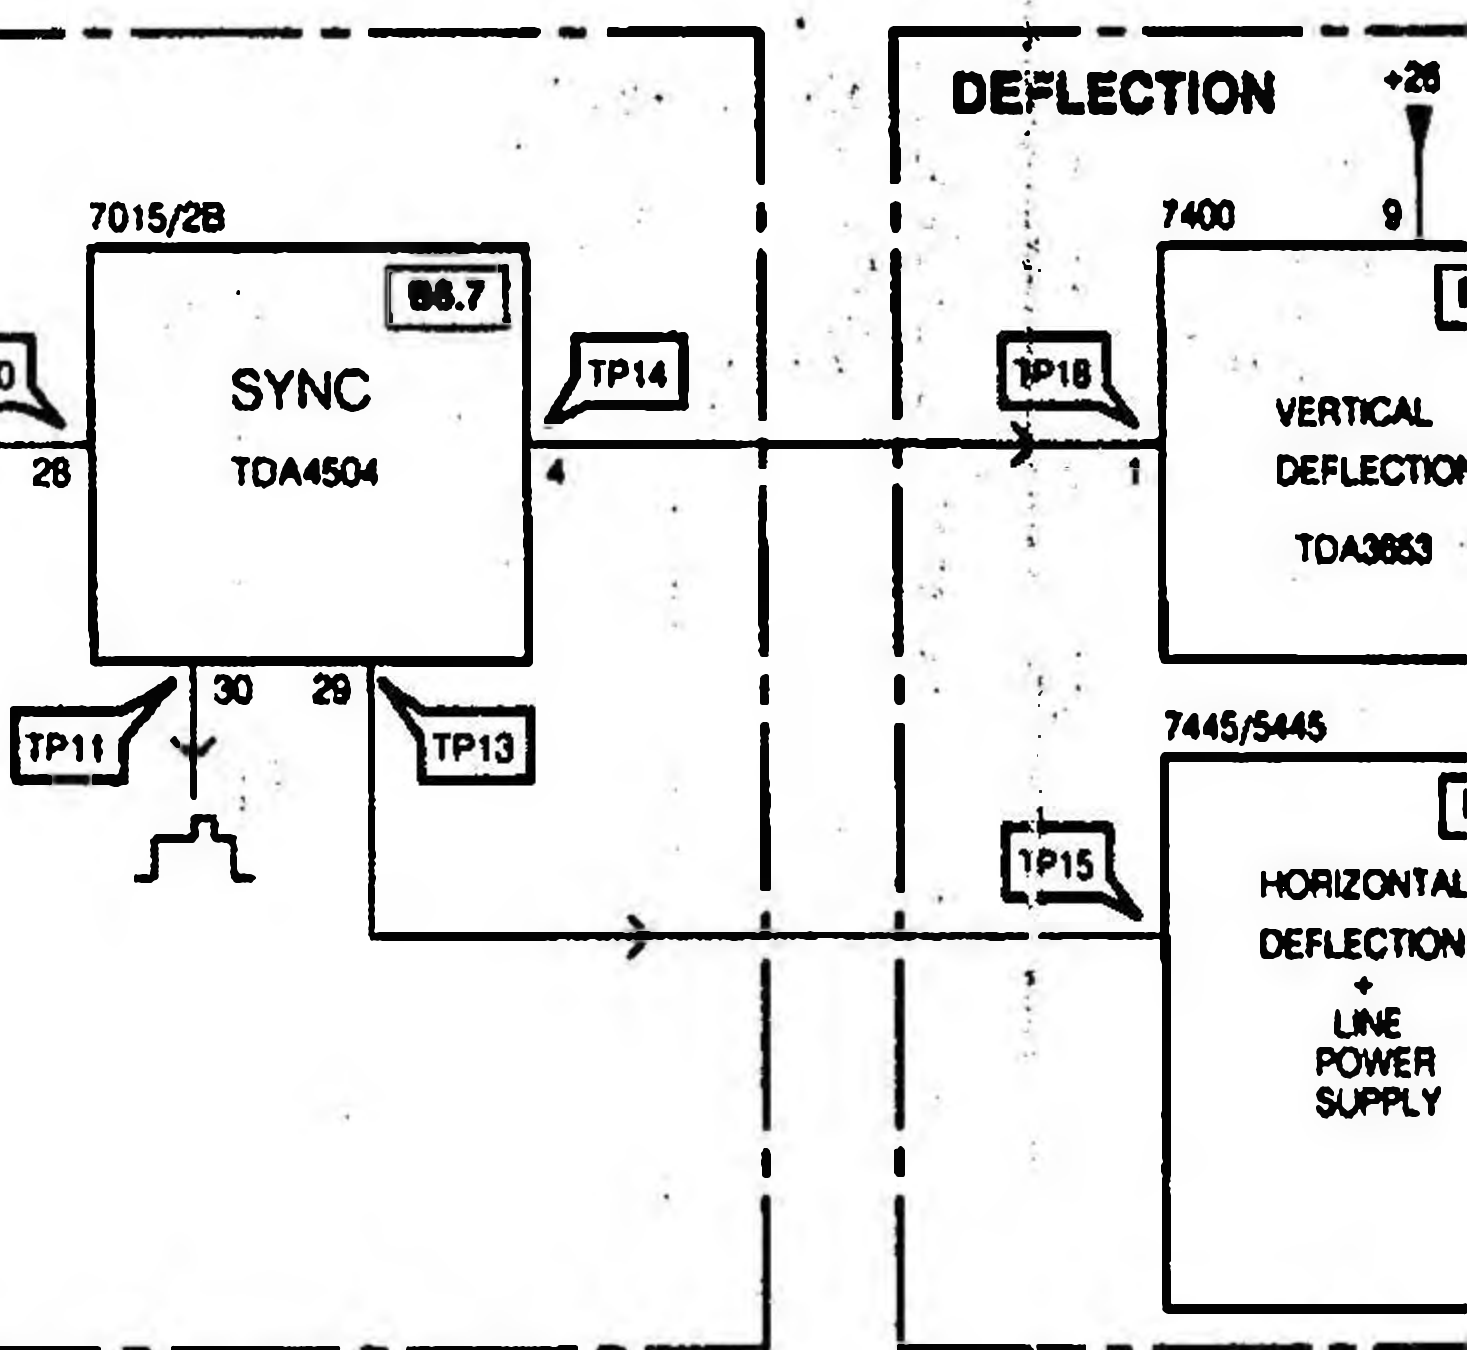 DEFLECTION
+26
7015/2B
7400
9
SYNC
TDA4504
TP14
TP18
28
4
1
VERTICAL
DEFLECTION
TDA3653
30
29
TP11
TP13
7445/5445
TP15
HORIZONTAL
DEFLECTION
+
LINE
POWER
SUPPLY